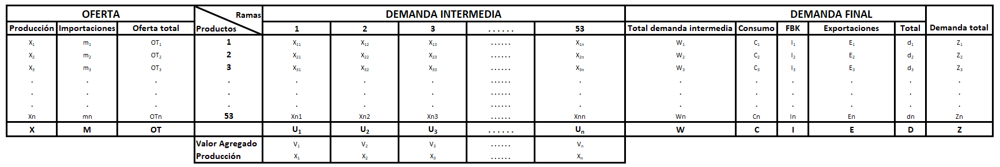 OFERTA Ramas DEMANDA INTERMEDIA DEMANDA FINAL
Producción Importaciones Oferta total Productos 1 2 3 ...... 53 Total demanda intermedia Consumo FBK Exportaciones Total Demanda total
X₁ m₁ OT₁ 1 X₁₁ X₁₂ X₁₃ ...... X₁ₙ W₁ C₁ I₁ E₁ d₁ Z₁
X₂ m₂ OT₂ 2 X₂₁ X₂₂ X₂₃ ...... X₂ₙ W₂ C₂ I₂ E₂ d₂ Z₂
X₃ m₃ OT₃ 3 X₃₁ X₃₂ X₃₃ ...... X₃ₙ W₃ C₃ I₃ E₃ d₃ Z₃
. . . . . . . ...... . . . . . . .
. . . . . . . ...... . . . . . . .
. . . . . . . ...... . . . . . . .
Xn mn OTn 53 Xn1 Xn2 Xn3 ...... Xnn Wn Cn In En dn Zn
X M OT U₁ U₂ U₃ ...... Uₙ W C I E D Z
Valor Agregado V₁ V₂ V₃ ...... Vₙ
Producción X₁ X₂ X₃ ...... Xₙ